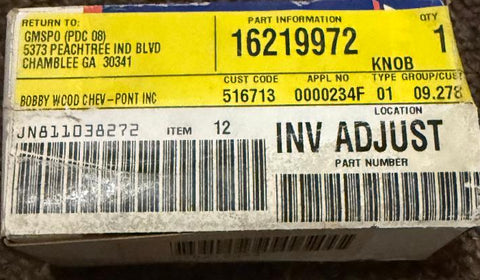 RETURN TO:
GMSPO (PDC 08)
5373 PEACHTREE IND BLVD
CHAMBLEE GA 30341
PART INFORMATION
16219972
KNOB
QTY
1
CUST CODE APPL NO TYPE GROUP/CUE
BOBBY WOOD CHEV-PONT INC 516713 0000234F 01 09.278
LOCATION
JN811038272 ITEM 12
INV ADJUST
PART NUMBER